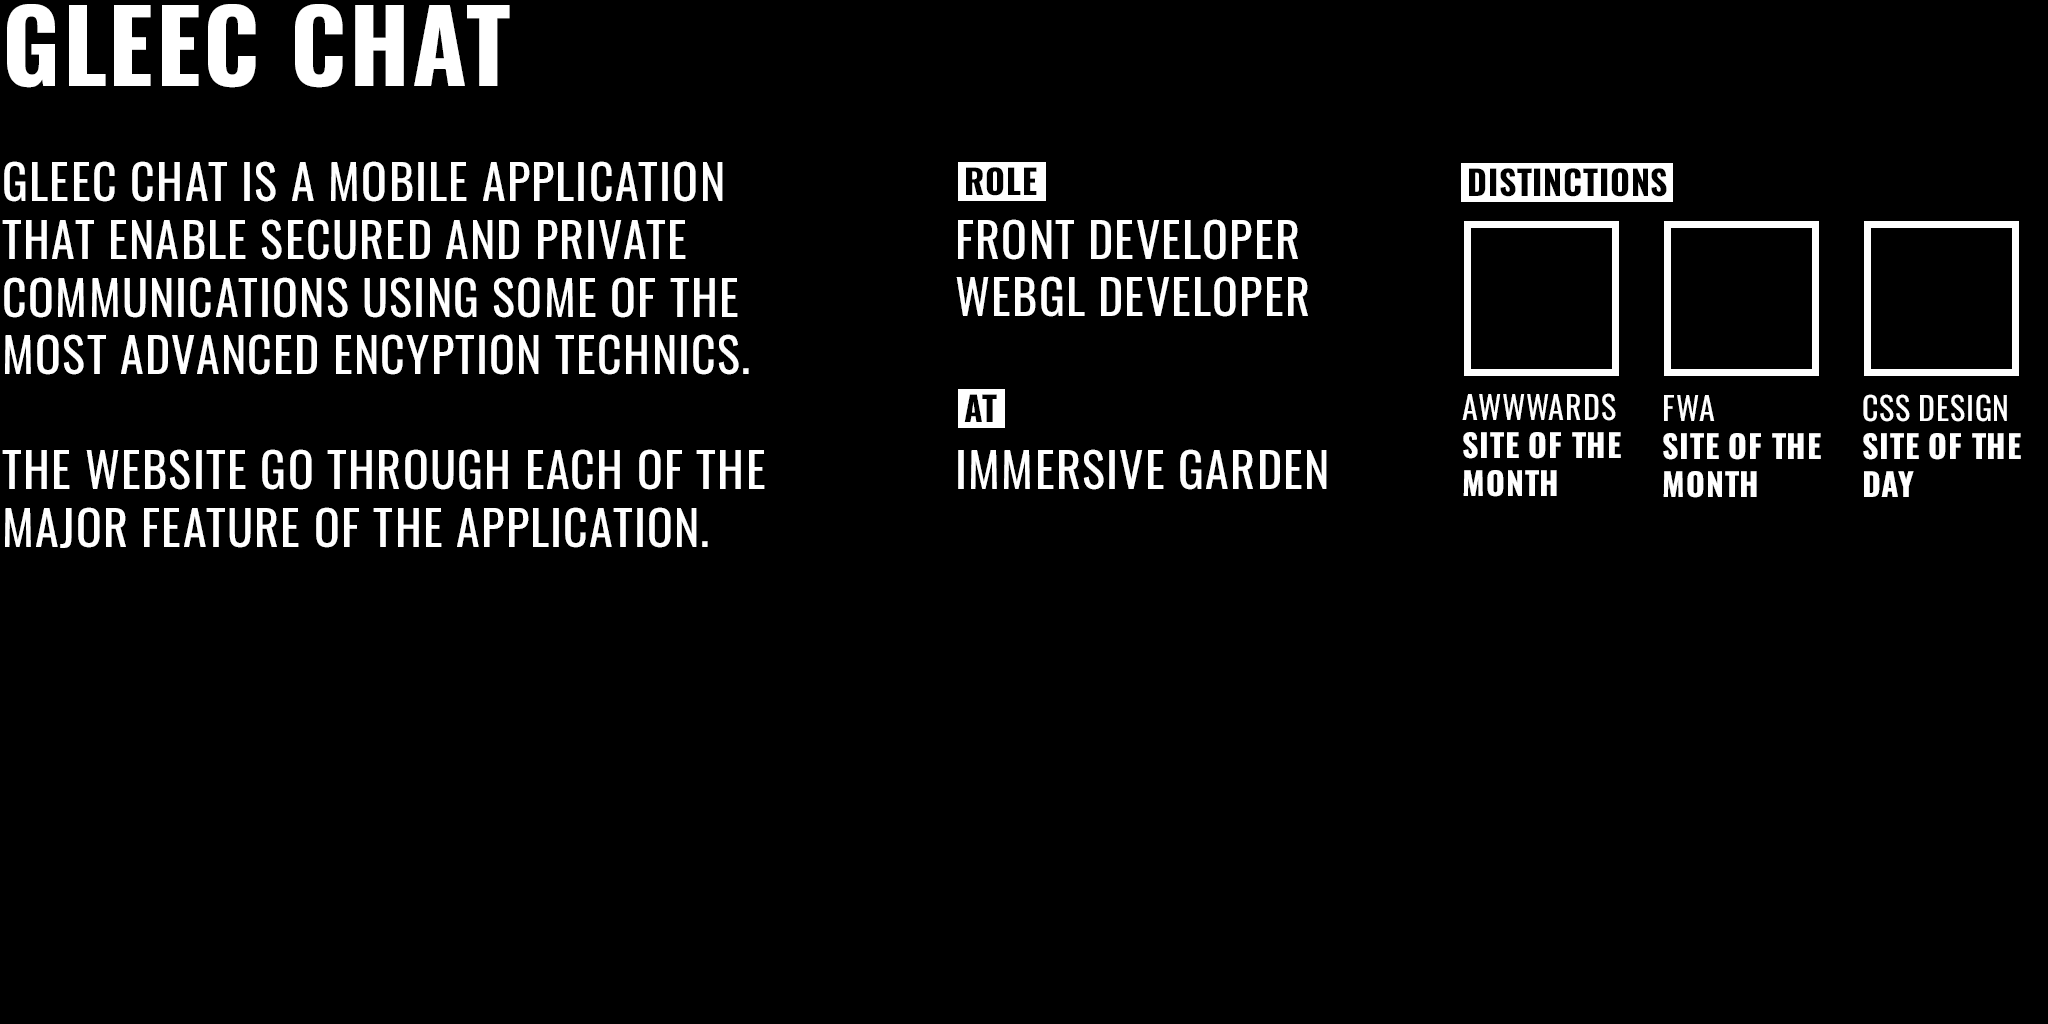 GLEEC CHAT
GLEEC CHAT IS A MOBILE APPLICATION
THAT ENABLE SECURED AND PRIVATE
COMMUNICATIONS USING SOME OF THE
MOST ADVANCED ENCYPTION TECHNICS.
THE WEBSITE GO THROUGH EACH OF THE
MAJOR FEATURE OF THE APPLICATION.
ROLE
FRONT DEVELOPER
WEBGL DEVELOPER
AT
IMMERSIVE GARDEN
DISTINCTIONS
AWWWARDS
SITE OF THE
MONTH
FWA
SITE OF THE
MONTH
CSS DESIGN
SITE OF THE
DAY